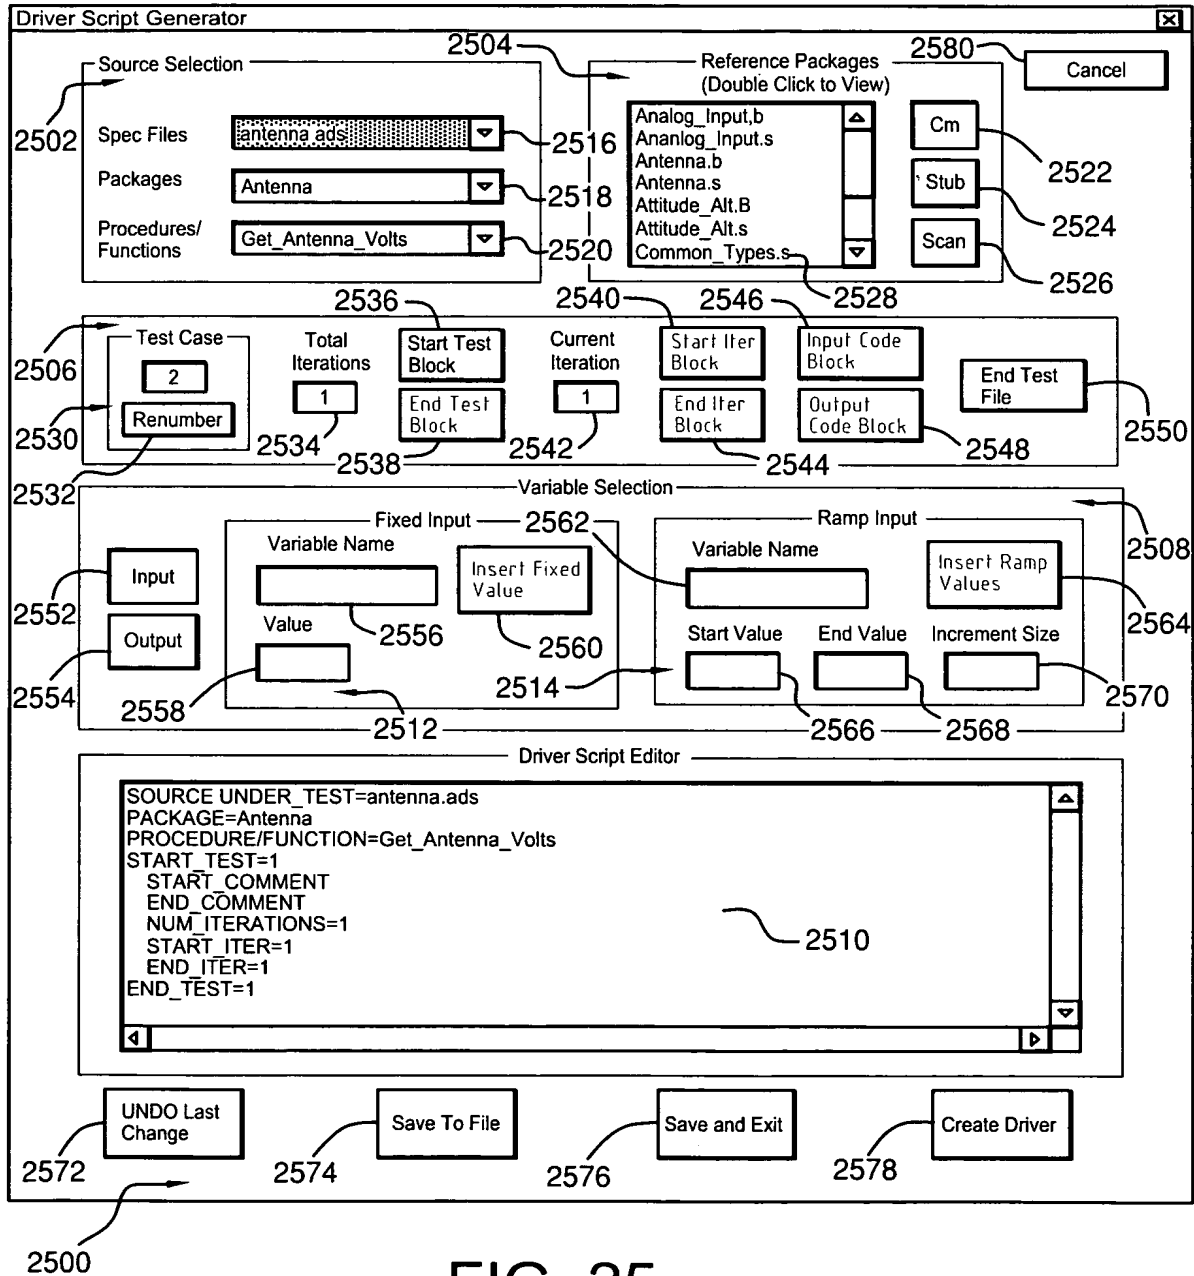 Driver Script Generator
2504
2580
Source Selection
Reference Packages
(Double Click to View)
Cancel
2502
Spec Files
antenna ads
2516
Packages
Antenna
2518
Procedures/
Functions
Get_Antenna_Volts
2520
Analog_Input,b
Ananlog_Input.s
Antenna.b
Antenna.s
Attitude_Alt.B
Attitude_Alt.s
Common_Types.s
Cm
2522
Stub
2524
Scan
2526
2528
2536
2540
2546
2506
Test Case
2
Renumber
2530
2532
Total
Iterations
1
2534
Start Test
Block
End Test
Block
2538
Current
Iteration
1
2542
Start Iter
Block
End Iter
Block
2544
Input Code
Block
Output
Code Block
2548
End Test
File
2550
Variable Selection
2508
Input
2552
Output
2554
Fixed Input
Variable Name
2556
Value
2558
Insert Fixed
Value
2560
2512
2562
Ramp Input
Variable Name
Insert Ramp
Values
2564
Start Value
End Value
Increment Size
2514
2566
2568
2570
Driver Script Editor
SOURCE UNDER_TEST=antenna.ads
PACKAGE=Antenna
PROCEDURE/FUNCTION=Get_Antenna_Volts
START_TEST=1
START_COMMENT
END_COMMENT
NUM_ITERATIONS=1
START_ITER=1
END_ITER=1
END_TEST=1
2510
UNDO Last
Change
2572
Save To File
2574
Save and Exit
2576
Create Driver
2578
2500